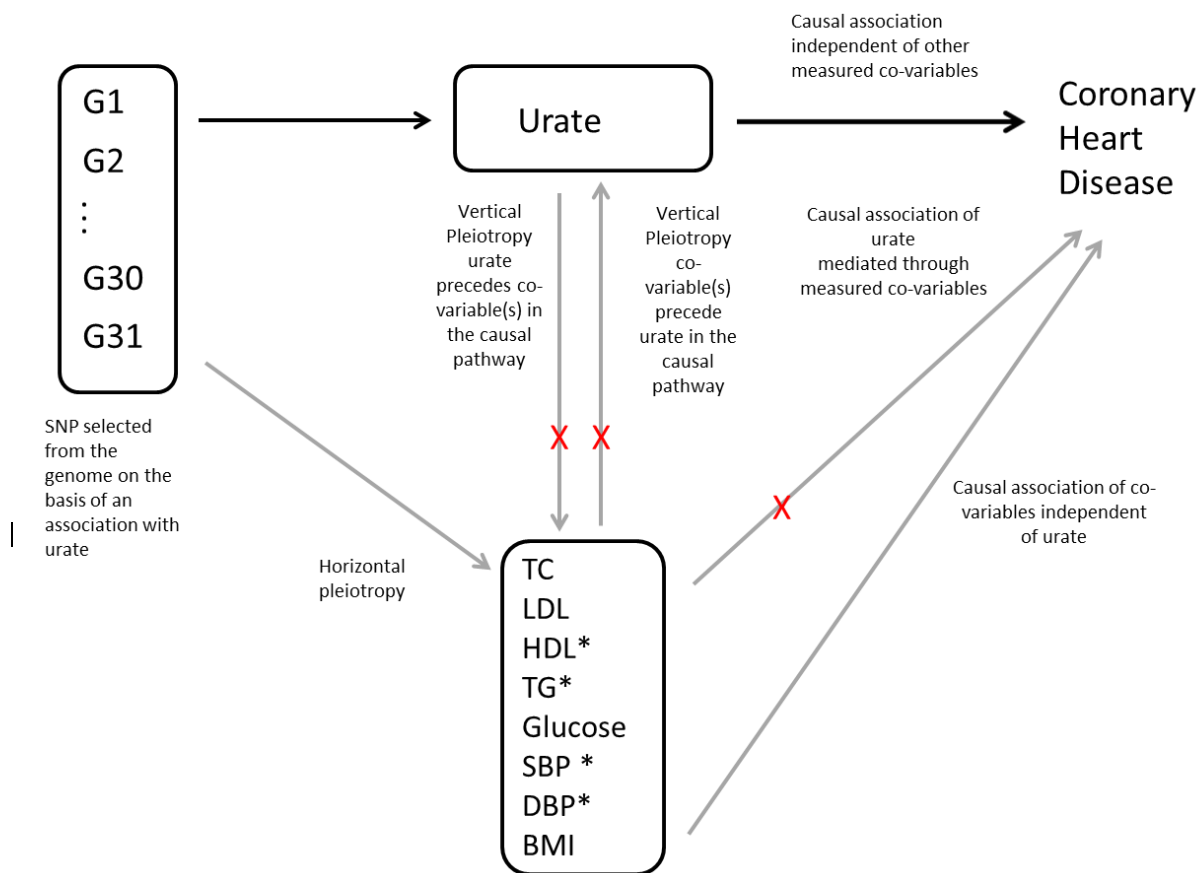 G1
G2
⋮
G30
G31
SNP selected
from the
genome on the
basis of an
association with
urate
Urate
Causal association
independent of other
measured co-variables
Coronary
Heart
Disease
Vertical
Pleiotropy
urate
precedes co-
variable(s) in
the causal
pathway
Vertical
Pleiotropy
co-
variable(s)
precede
urate in the
causal
pathway
Causal association of
urate
mediated through
measured co-variables
X
X
X
Horizontal
pleiotropy
Causal association of co-
variables independent
of urate
TC
LDL
HDL*
TG*
Glucose
SBP *
DBP*
BMI